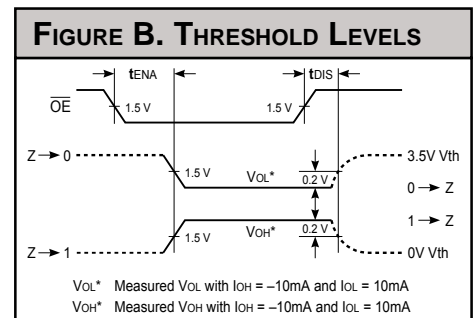 FIGURE B. THRESHOLD LEVELS
tENA tDIS
OE 1.5 V 1.5 V
Z → 0 1.5 V VOL* 0.2 V 3.5V Vth
0 → Z
1 → Z
Z → 1 1.5 V VOH* 0.2 V 0V Vth
VOL* Measured VOL with IOH = –10mA and IOL = 10mA
VOH* Measured VOH with IOH = –10mA and IOL = 10mA